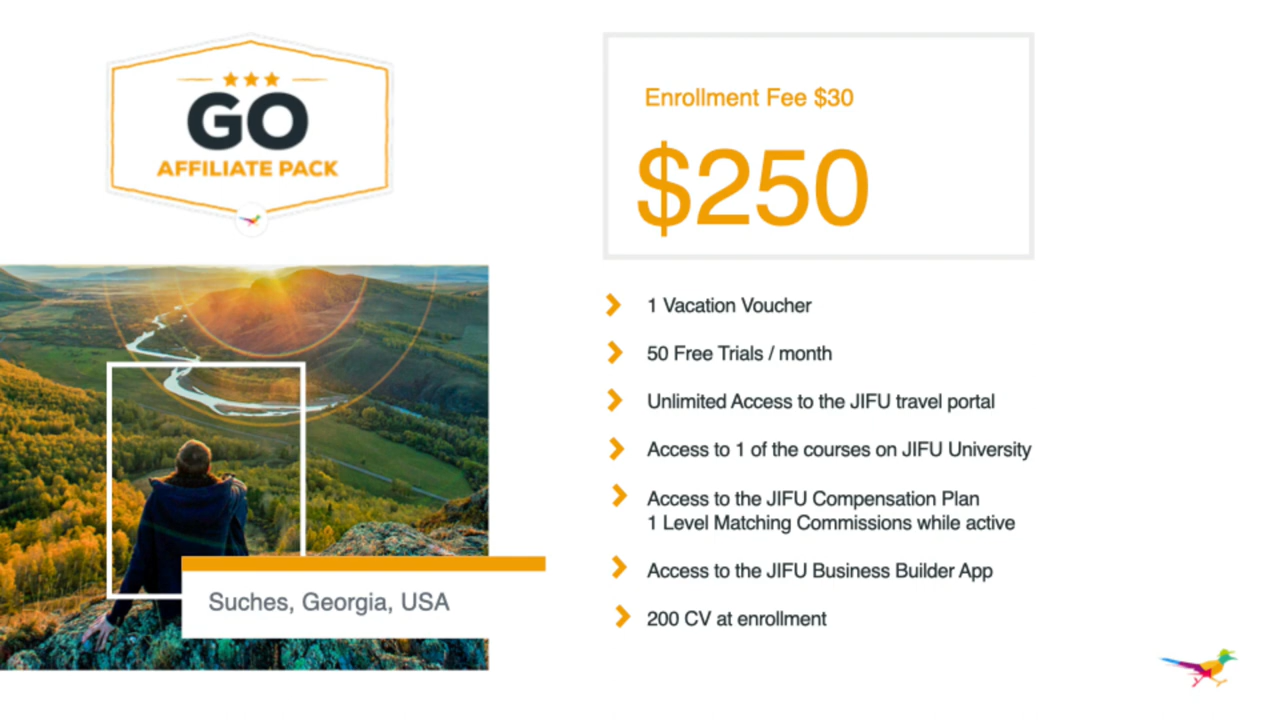 GO
AFFILIATE PACK
Enrollment Fee $30
$250
1 Vacation Voucher
50 Free Trials / month
Unlimited Access to the JIFU travel portal
Access to 1 of the courses on JIFU University
Access to the JIFU Compensation Plan
1 Level Matching Commissions while active
Access to the JIFU Business Builder App
200 CV at enrollment
Suches, Georgia, USA